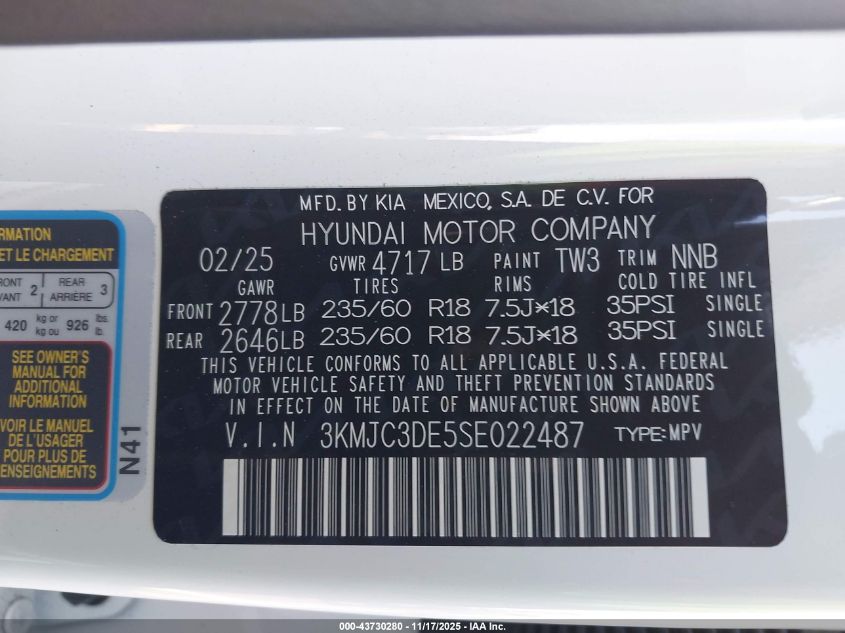 RMATION
ET LE CHARGEMENT
RONT 2 REAR 3
VANT ARRIÈRE
420 kg or 926 lbs.
kg ou lb.
SEE OWNER'S
MANUAL FOR
ADDITIONAL
INFORMATION
VOIR LE MANUEL
DE L'USAGER
POUR PLUS DE
RENSEIGNEMENTS
N41
MFD. BY KIA MEXICO, S.A. DE C.V. FOR
HYUNDAI MOTOR COMPANY
02/25 GVWR 4717 LB PAINT TW3 TRIM NNB
GAWR TIRES RIMS COLD TIRE INFL
FRONT 2778LB 235/60 R18 7.5J×18 35PSI SINGLE
REAR 2646LB 235/60 R18 7.5J×18 35PSI SINGLE
THIS VEHICLE CONFORMS TO ALL APPLICABLE U.S.A. FEDERAL
MOTOR VEHICLE SAFETY AND THEFT PREVENTION STANDARDS
IN EFFECT ON THE DATE OF MANUFACTURE SHOWN ABOVE
V.I.N 3KMJC3DE5SE022487 TYPE:MPV
000-43730280 - 11/17/2025 - IAA Inc.